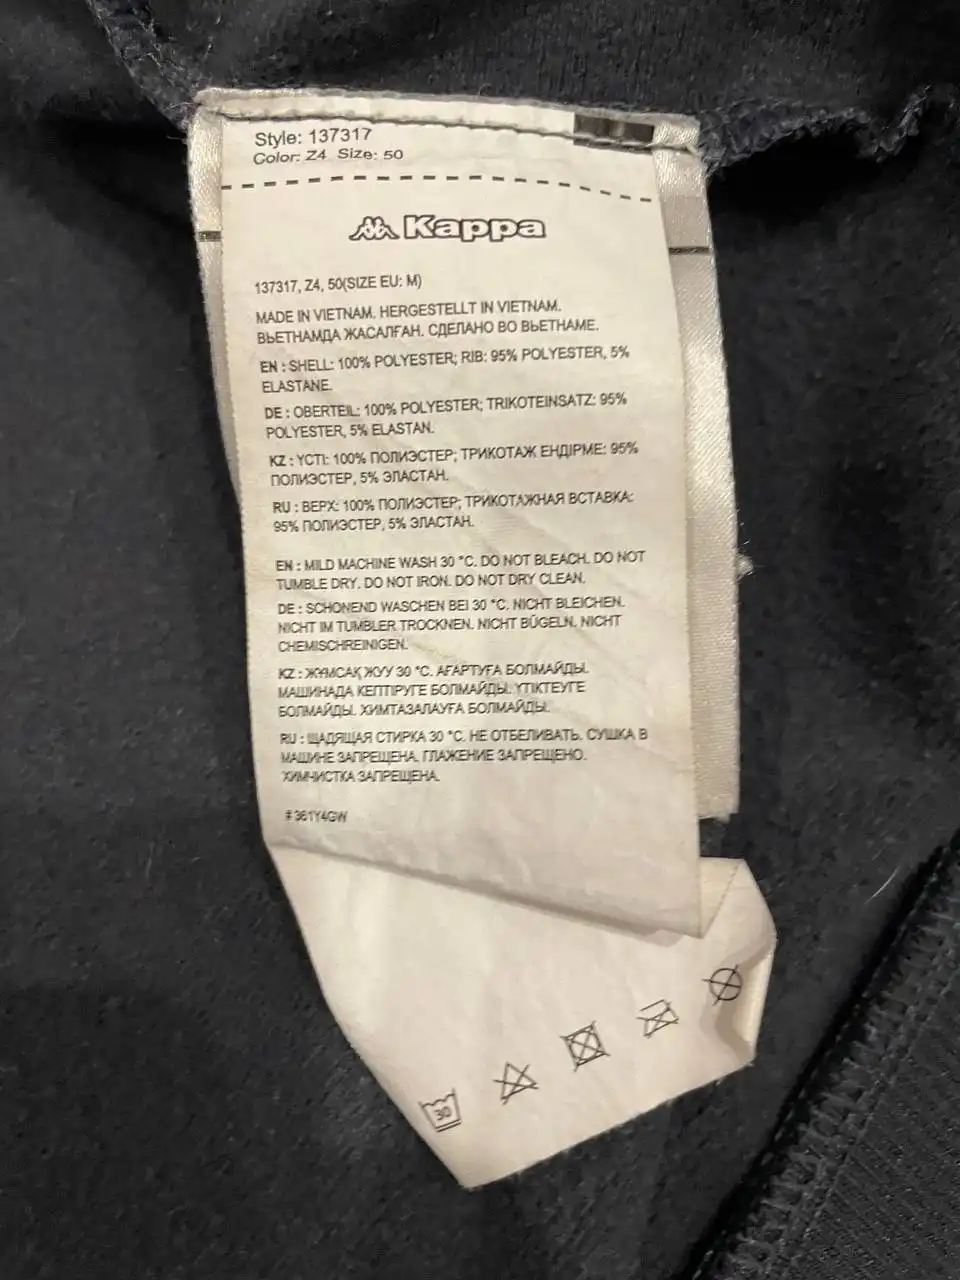 Style: 137317
Color: Z4 Size: 50
Kappa
137317, Z4, 50(SIZE EU: M)
MADE IN VIETNAM. HERGESTELLT IN VIETNAM.
ВЬЕТНАМДА ЖАСАЛҒАН. СДЕЛАНО ВО ВЬЕТНАМЕ.
EN : SHELL: 100% POLYESTER; RIB: 95% POLYESTER, 5%
ELASTANE.
DE : OBERTEIL: 100% POLYESTER; TRIKOTEINSATZ: 95%
POLYESTER, 5% ELASTAN.
KZ : ҮСТІ: 100% ПОЛИЭСТЕР; ТРИКОТАЖ ЕНДІРМЕ: 95%
ПОЛИЭСТЕР, 5% ЭЛАСТАН.
RU : ВЕРХ: 100% ПОЛИЭСТЕР; ТРИКОТАЖНАЯ ВСТАВКА:
95% ПОЛИЭСТЕР, 5% ЭЛАСТАН.
EN : MILD MACHINE WASH 30 °C. DO NOT BLEACH. DO NOT
TUMBLE DRY. DO NOT IRON. DO NOT DRY CLEAN.
DE : SCHONEND WASCHEN BEI 30 °C. NICHT BLEICHEN.
NICHT IM TUMBLER TROCKNEN. NICHT BÜGELN. NICHT
CHEMISCHREINIGEN.
KZ : ЖҰМСАҚ ЖУУ 30 °C. АҒАРТУҒА БОЛМАЙДЫ.
МАШИНАДА КЕПТІРУГЕ БОЛМАЙДЫ. ҮТІКТЕУГЕ
БОЛМАЙДЫ. ХИМТАЗАЛАУҒА БОЛМАЙДЫ.
RU : ЩАДЯЩАЯ СТИРКА 30 °C. НЕ ОТБЕЛИВАТЬ. СУШКА В
МАШИНЕ ЗАПРЕЩЕНА. ГЛАЖЕНИЕ ЗАПРЕЩЕНО.
ХИМЧИСТКА ЗАПРЕЩЕНА.
#361Y4GW
30